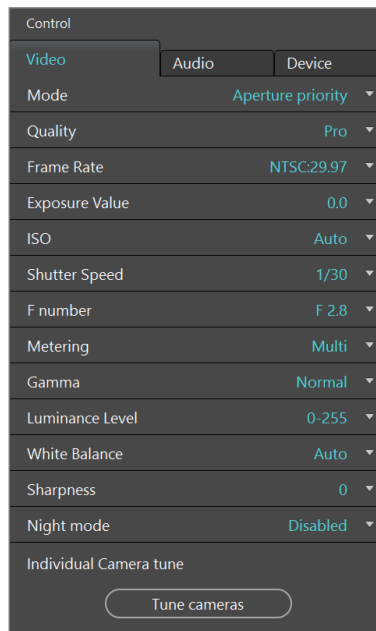 Control
Video Audio Device
Mode Aperture priority
Quality Pro
Frame Rate NTSC:29.97
Exposure Value 0.0
ISO Auto
Shutter Speed 1/30
F number F 2.8
Metering Multi
Gamma Normal
Luminance Level 0-255
White Balance Auto
Sharpness 0
Night mode Disabled
Individual Camera tune
Tune cameras